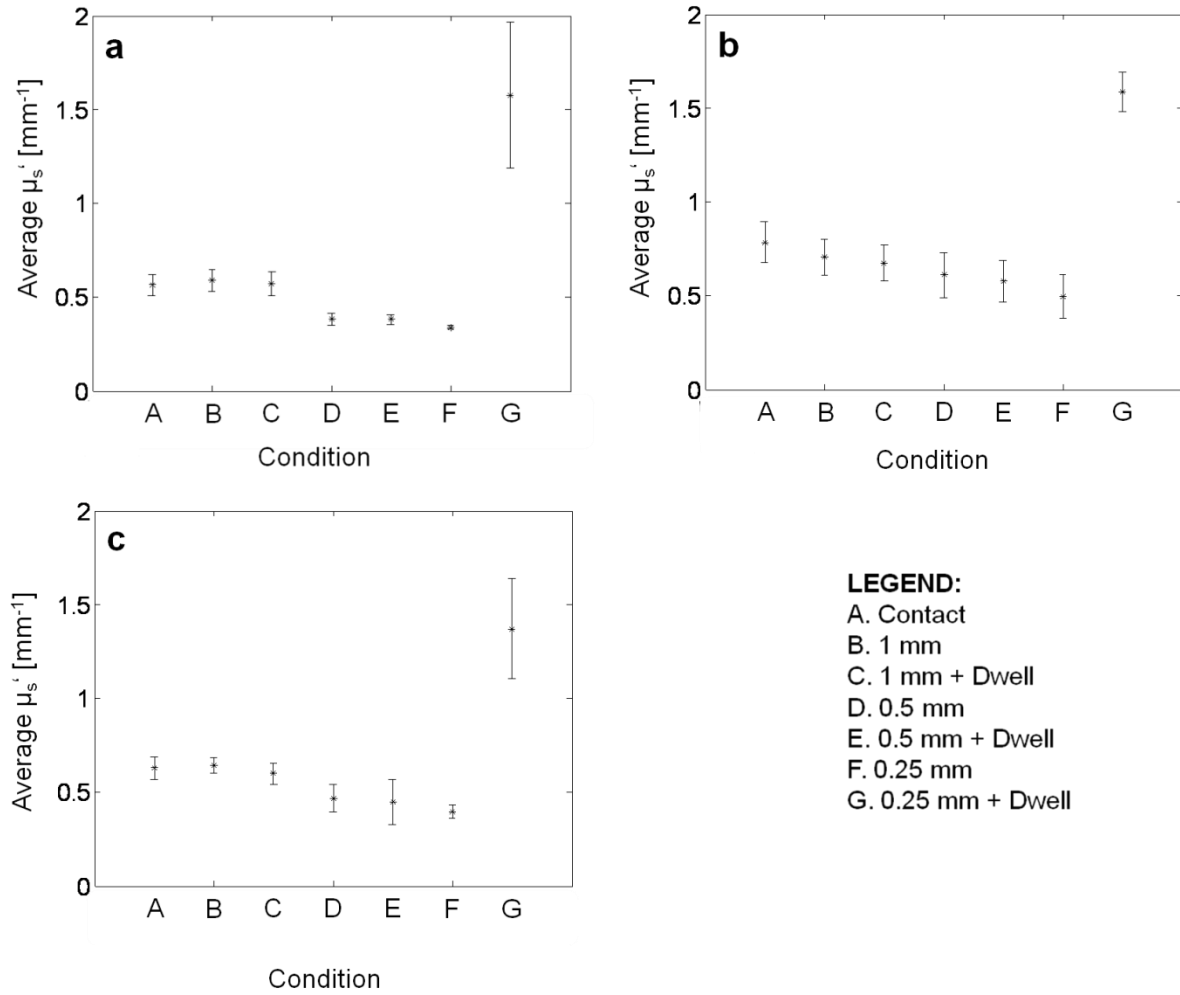 a
Average μs' [mm-1]
2
1.5
1
0.5
0
A B C D E F G
Condition
b
Average μs' [mm-1]
2
1.5
1
0.5
0
A B C D E F G
Condition
c
Average μs' [mm-1]
2
1.5
1
0.5
0
A B C D E F G
Condition
LEGEND:
A. Contact
B. 1 mm
C. 1 mm + Dwell
D. 0.5 mm
E. 0.5 mm + Dwell
F. 0.25 mm
G. 0.25 mm + Dwell